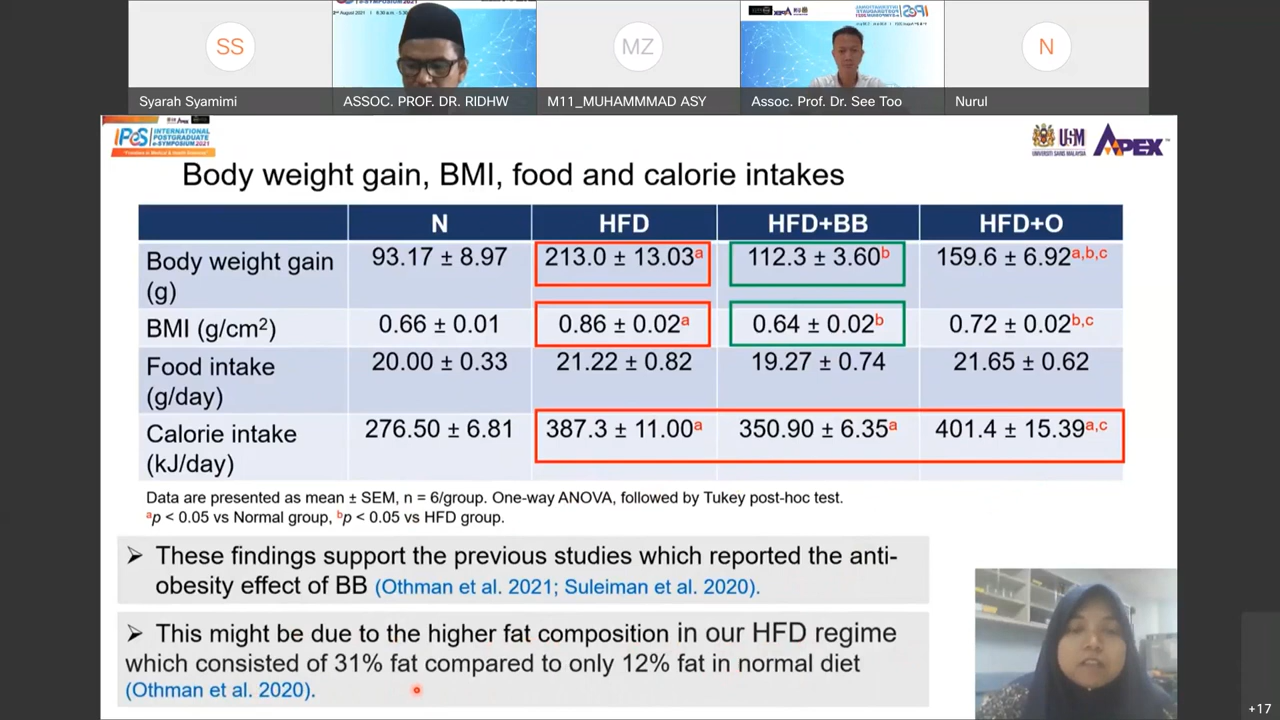 SS
MZ
N
Syarah Syamimi
ASSOC. PROF. DR. RIDHW
M11_MUHAMMMAD ASY
Assoc. Prof. Dr. See Too
Nurul
IPeS INTERNATIONAL
POSTGRADUATE
e-SYMPOSIUM 2021
USM
UNIVERSITI SAINS MALAYSIA
APEX™
Body weight gain, BMI, food and calorie intakes
N HFD HFD+BB HFD+O
Body weight gain (g) 93.17 ± 8.97 213.0 ± 13.03ᵃ 112.3 ± 3.60ᵇ 159.6 ± 6.92ᵃ,ᵇ,ᶜ
BMI (g/cm²) 0.66 ± 0.01 0.86 ± 0.02ᵃ 0.64 ± 0.02ᵇ 0.72 ± 0.02ᵇ,ᶜ
Food intake (g/day) 20.00 ± 0.33 21.22 ± 0.82 19.27 ± 0.74 21.65 ± 0.62
Calorie intake (kJ/day) 276.50 ± 6.81 387.3 ± 11.00ᵃ 350.90 ± 6.35ᵃ 401.4 ± 15.39ᵃ,ᶜ
Data are presented as mean ± SEM, n = 6/group. One-way ANOVA, followed by Tukey post-hoc test.
ᵃp < 0.05 vs Normal group, ᵇp < 0.05 vs HFD group.
➢ These findings support the previous studies which reported the anti-
obesity effect of BB (Othman et al. 2021; Suleiman et al. 2020).
➢ This might be due to the higher fat composition in our HFD regime
which consisted of 31% fat compared to only 12% fat in normal diet
(Othman et al. 2020).
+17